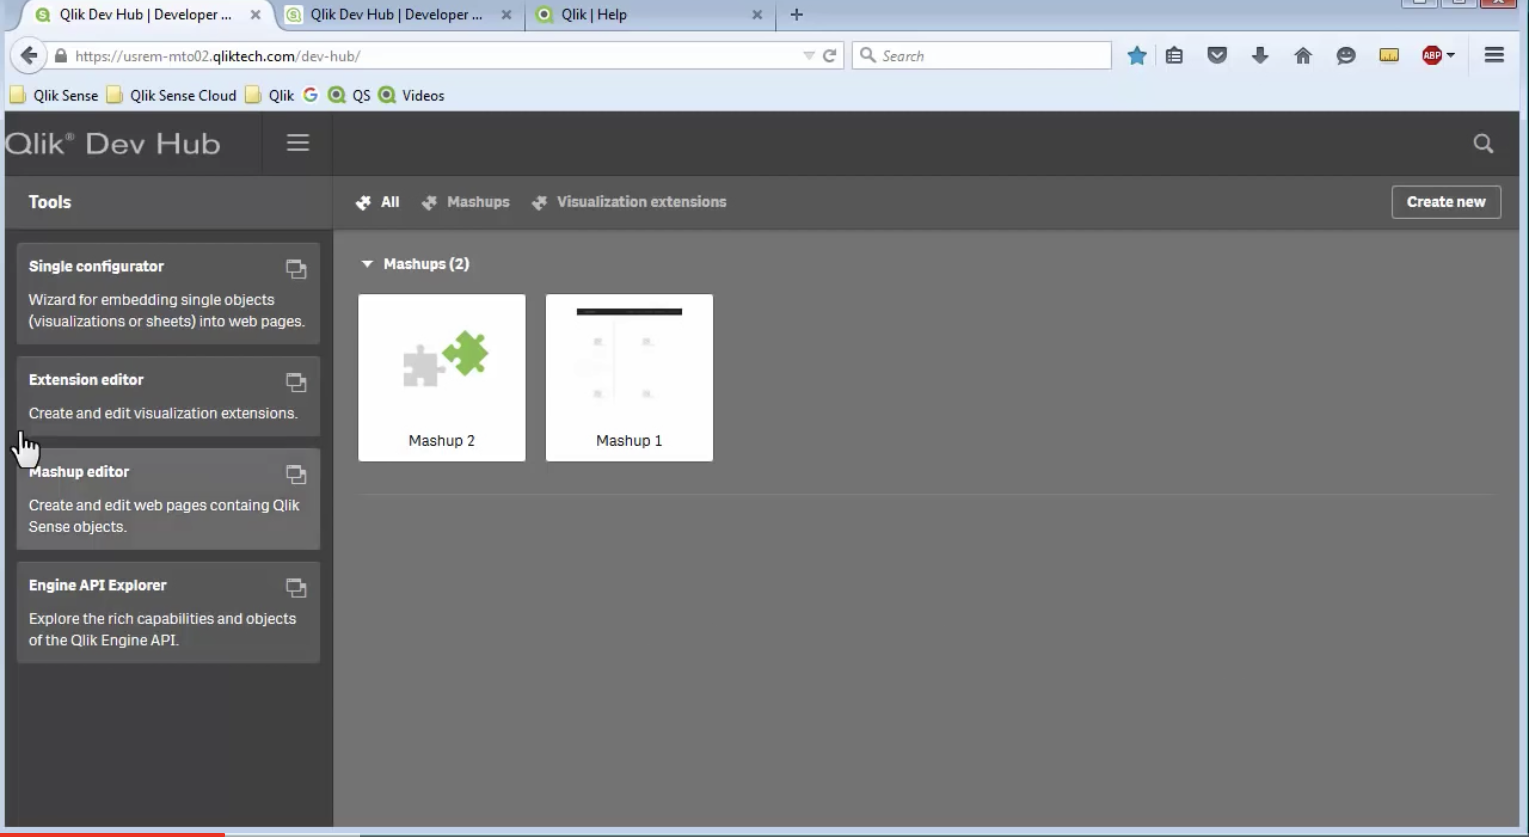 Qlik Dev Hub | Developer ...
Qlik Dev Hub | Developer ...
Qlik | Help
https://usrem-mto02.qliktech.com/dev-hub/
Search
ABP
Qlik Sense
Qlik Sense Cloud
Qlik
QS
Videos
Qlik® Dev Hub
Tools
All
Mashups
Visualization extensions
Create new
Single configurator
Wizard for embedding single objects
(visualizations or sheets) into web pages.
Extension editor
Create and edit visualization extensions.
Mashup editor
Create and edit web pages containg Qlik
Sense objects.
Engine API Explorer
Explore the rich capabilities and objects
of the Qlik Engine API.
Mashups (2)
Mashup 2
Mashup 1